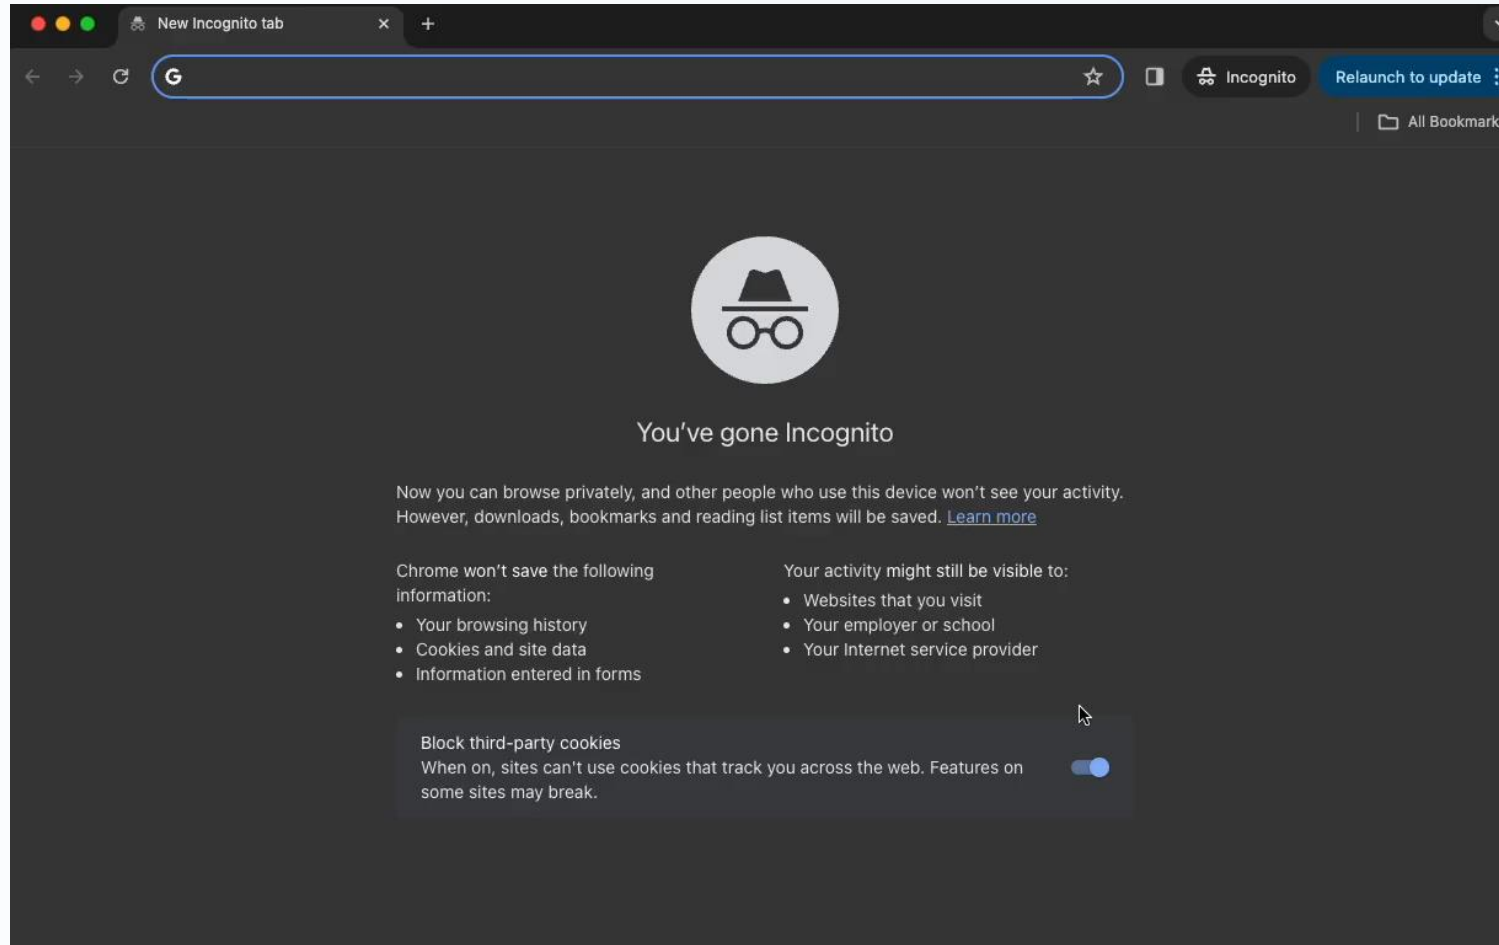 New Incognito tab
G
Incognito
Relaunch to update
All Bookmark
You've gone Incognito
Now you can browse privately, and other people who use this device won't see your activity.
However, downloads, bookmarks and reading list items will be saved. Learn more
Chrome won't save the following
information:
• Your browsing history
• Cookies and site data
• Information entered in forms
Your activity might still be visible to:
• Websites that you visit
• Your employer or school
• Your Internet service provider
Block third-party cookies
When on, sites can't use cookies that track you across the web. Features on
some sites may break.